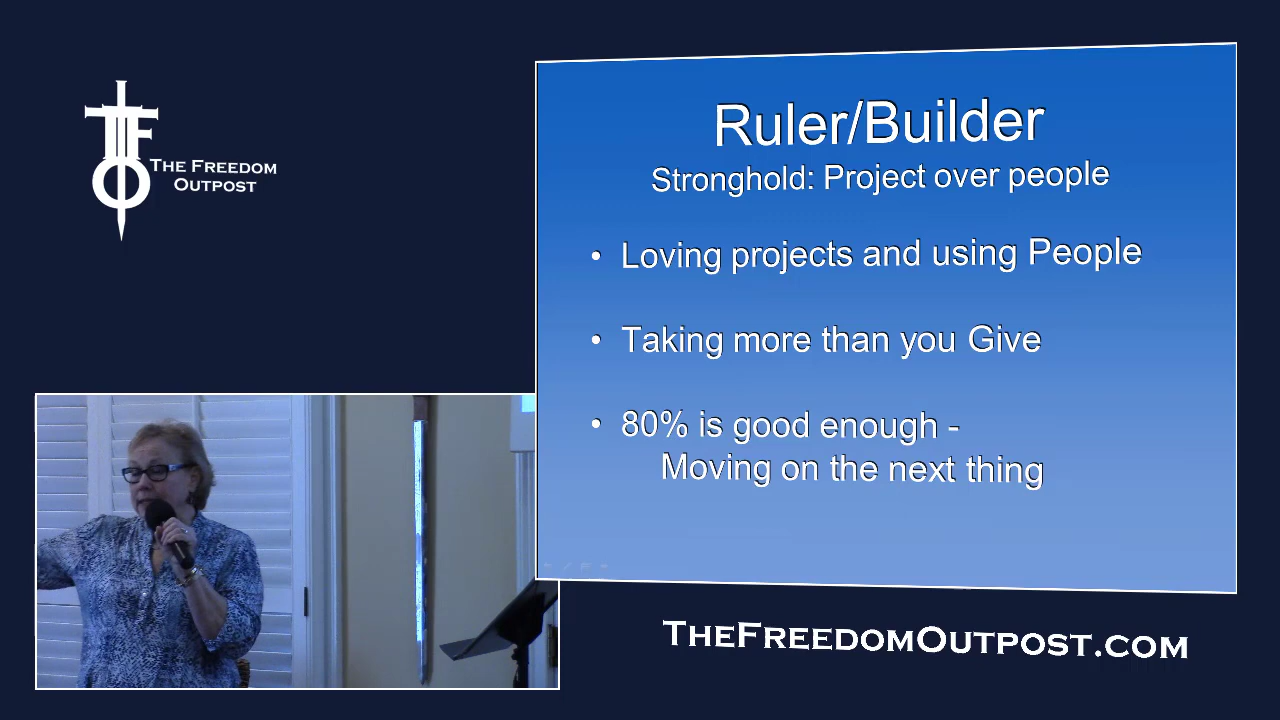 TFO
THE FREEDOM
OUTPOST
Ruler/Builder
Stronghold: Project over people
• Loving projects and using People
• Taking more than you Give
• 80% is good enough -
Moving on the next thing
THEFREEDOMOUTPOST.COM